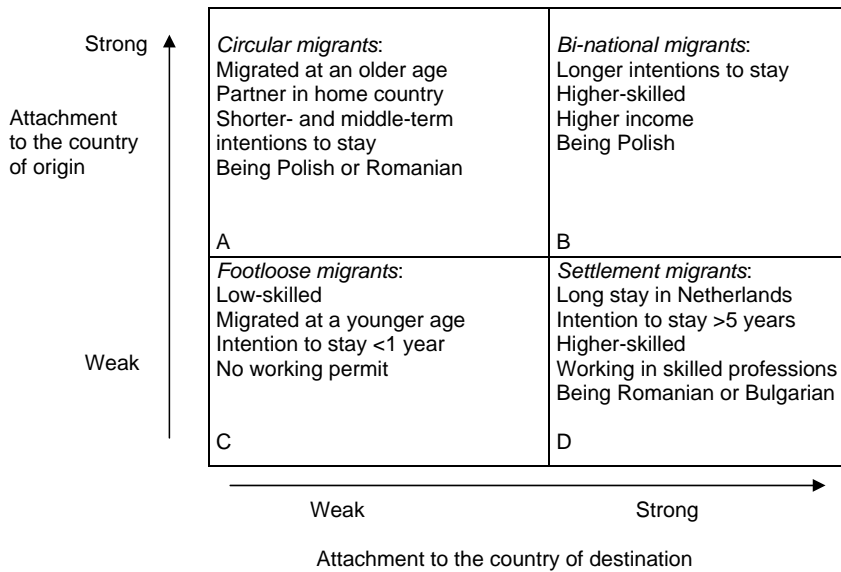 Strong
Attachment
to the country
of origin
Weak
Circular migrants:
Migrated at an older age
Partner in home country
Shorter- and middle-term
intentions to stay
Being Polish or Romanian
A
Bi-national migrants:
Longer intentions to stay
Higher-skilled
Higher income
Being Polish
B
Footloose migrants:
Low-skilled
Migrated at a younger age
Intention to stay <1 year
No working permit
C
Settlement migrants:
Long stay in Netherlands
Intention to stay >5 years
Higher-skilled
Working in skilled professions
Being Romanian or Bulgarian
D
Weak
Strong
Attachment to the country of destination